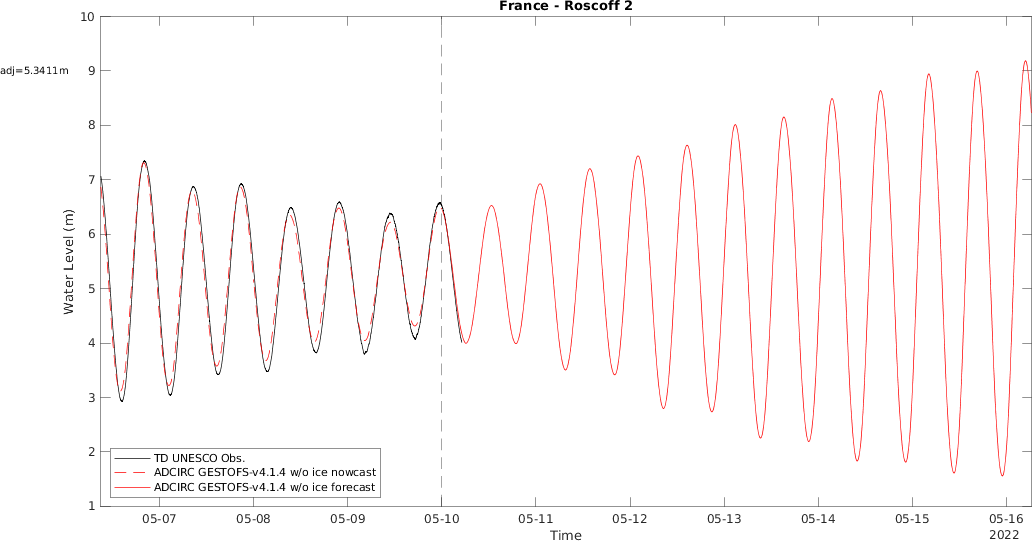 France - Roscoff 2
adj=5.3411m
Water Level (m)
10
9
8
7
6
5
4
3
2
1
TD UNESCO Obs.
ADCIRC GESTOFS-v4.1.4 w/o ice nowcast
ADCIRC GESTOFS-v4.1.4 w/o ice forecast
05-07 05-08 05-09 05-10 05-11 05-12 05-13 05-14 05-15 05-16
Time
2022